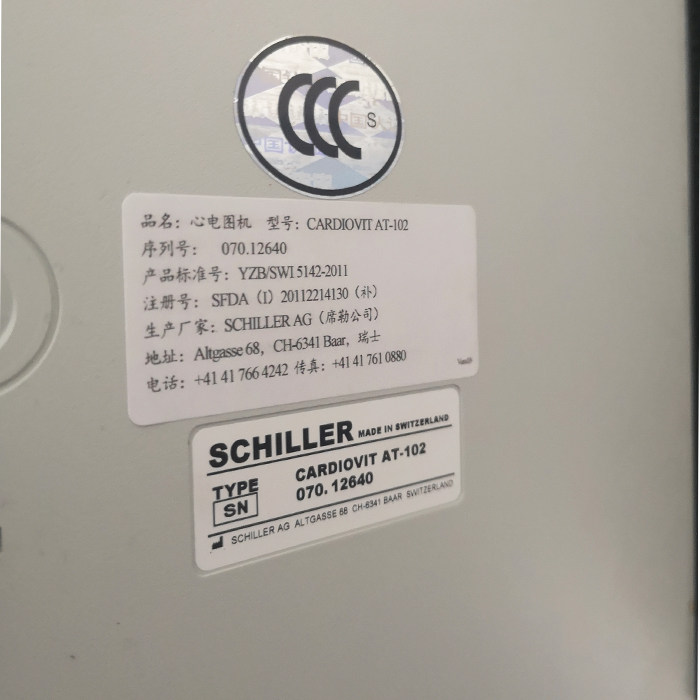 CCC S
品名：心电图机 型号：CARDIOVIT AT-102
序列号： 070.12640
产品标准号：YZB/SWI 5142-2011
注册号：SFDA（I）20112214130（补）
生产厂家：SCHILLER AG（席勒公司）
地址：Altgasse 68，CH-6341 Baar，瑞士
电话：+41 41 766 4242 传真：+41 41 761 0880
SCHILLER MADE IN SWITZERLAND
TYPE CARDIOVIT AT-102
SN 070.12640
SCHILLER AG ALTGASSE 68 CH-6341 BAAR SWITZERLAND